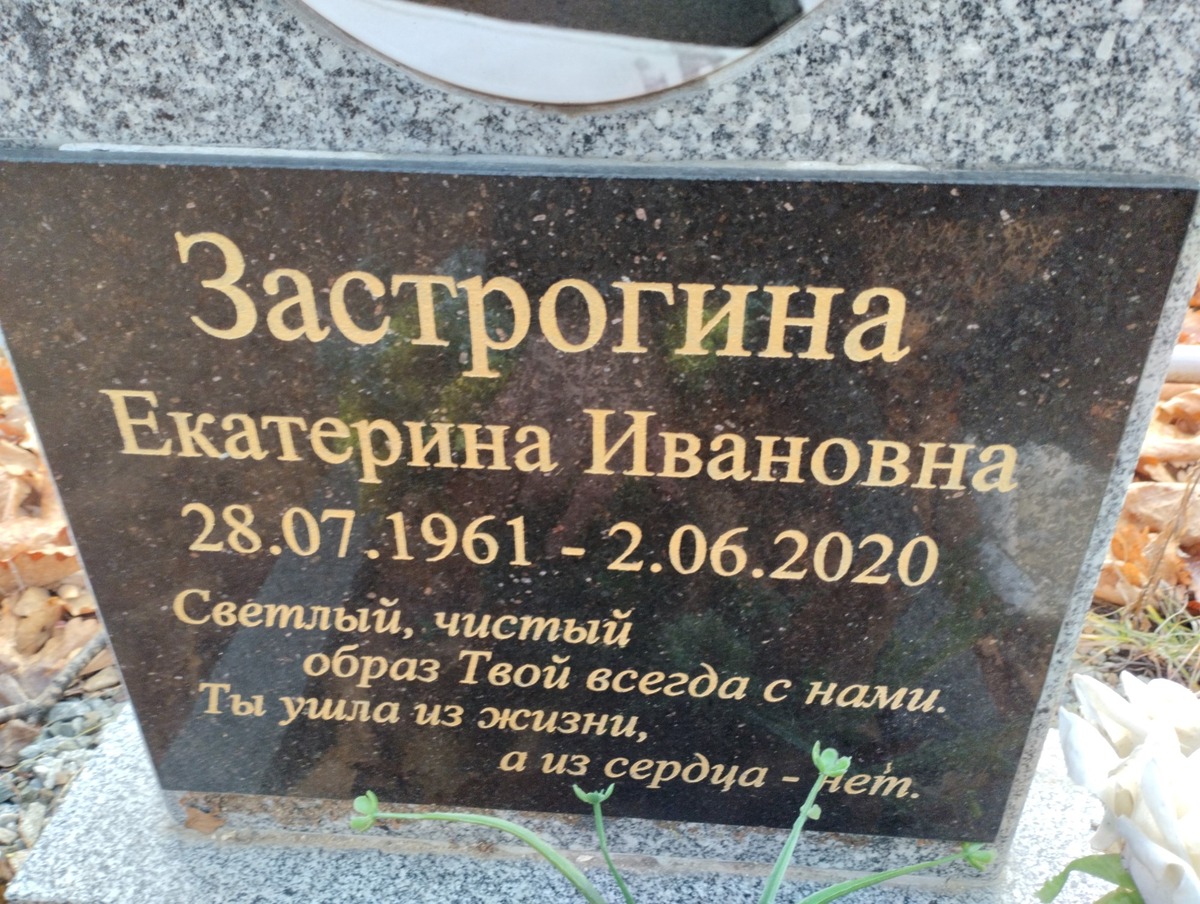 Застрогина
Екатерина Ивановна
28.07.1961 - 2.06.2020
Светлый, чистый
образ Твой всегда с нами.
Ты ушла из жизни,
а из сердца - нет.